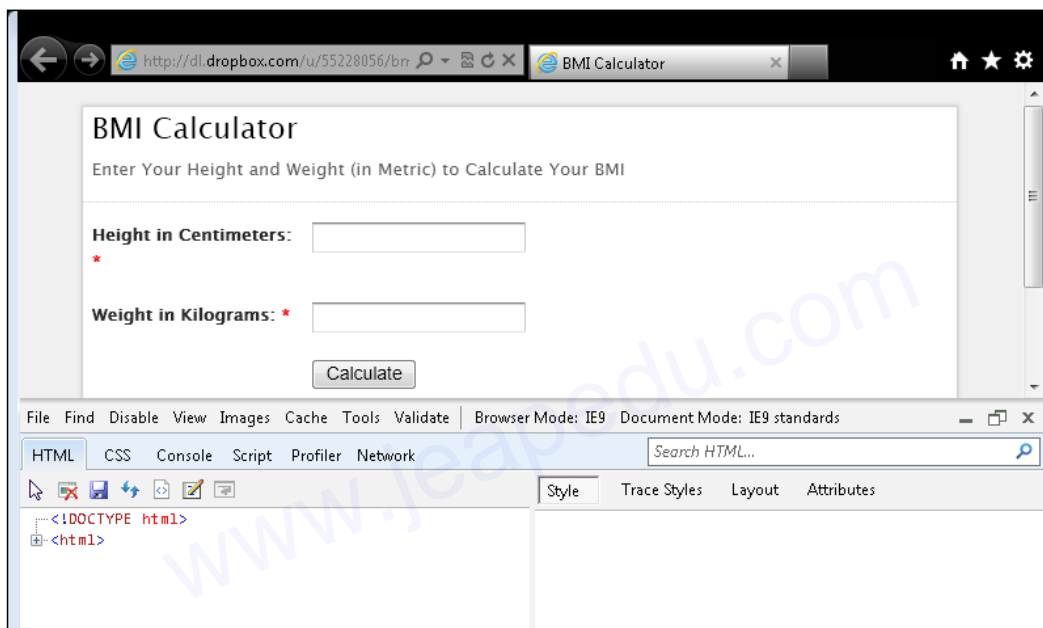 http://dl.dropbox.com/u/55228056/bn
BMI Calculator
BMI Calculator
Enter Your Height and Weight (in Metric) to Calculate Your BMI
Height in Centimeters:
*
Weight in Kilograms: *
Calculate
File Find Disable View Images Cache Tools Validate Browser Mode: IE9 Document Mode: IE9 standards
HTML CSS Console Script Profiler Network Search HTML...
Style Trace Styles Layout Attributes
<!DOCTYPE html>
<html>
www.jeapedu.com